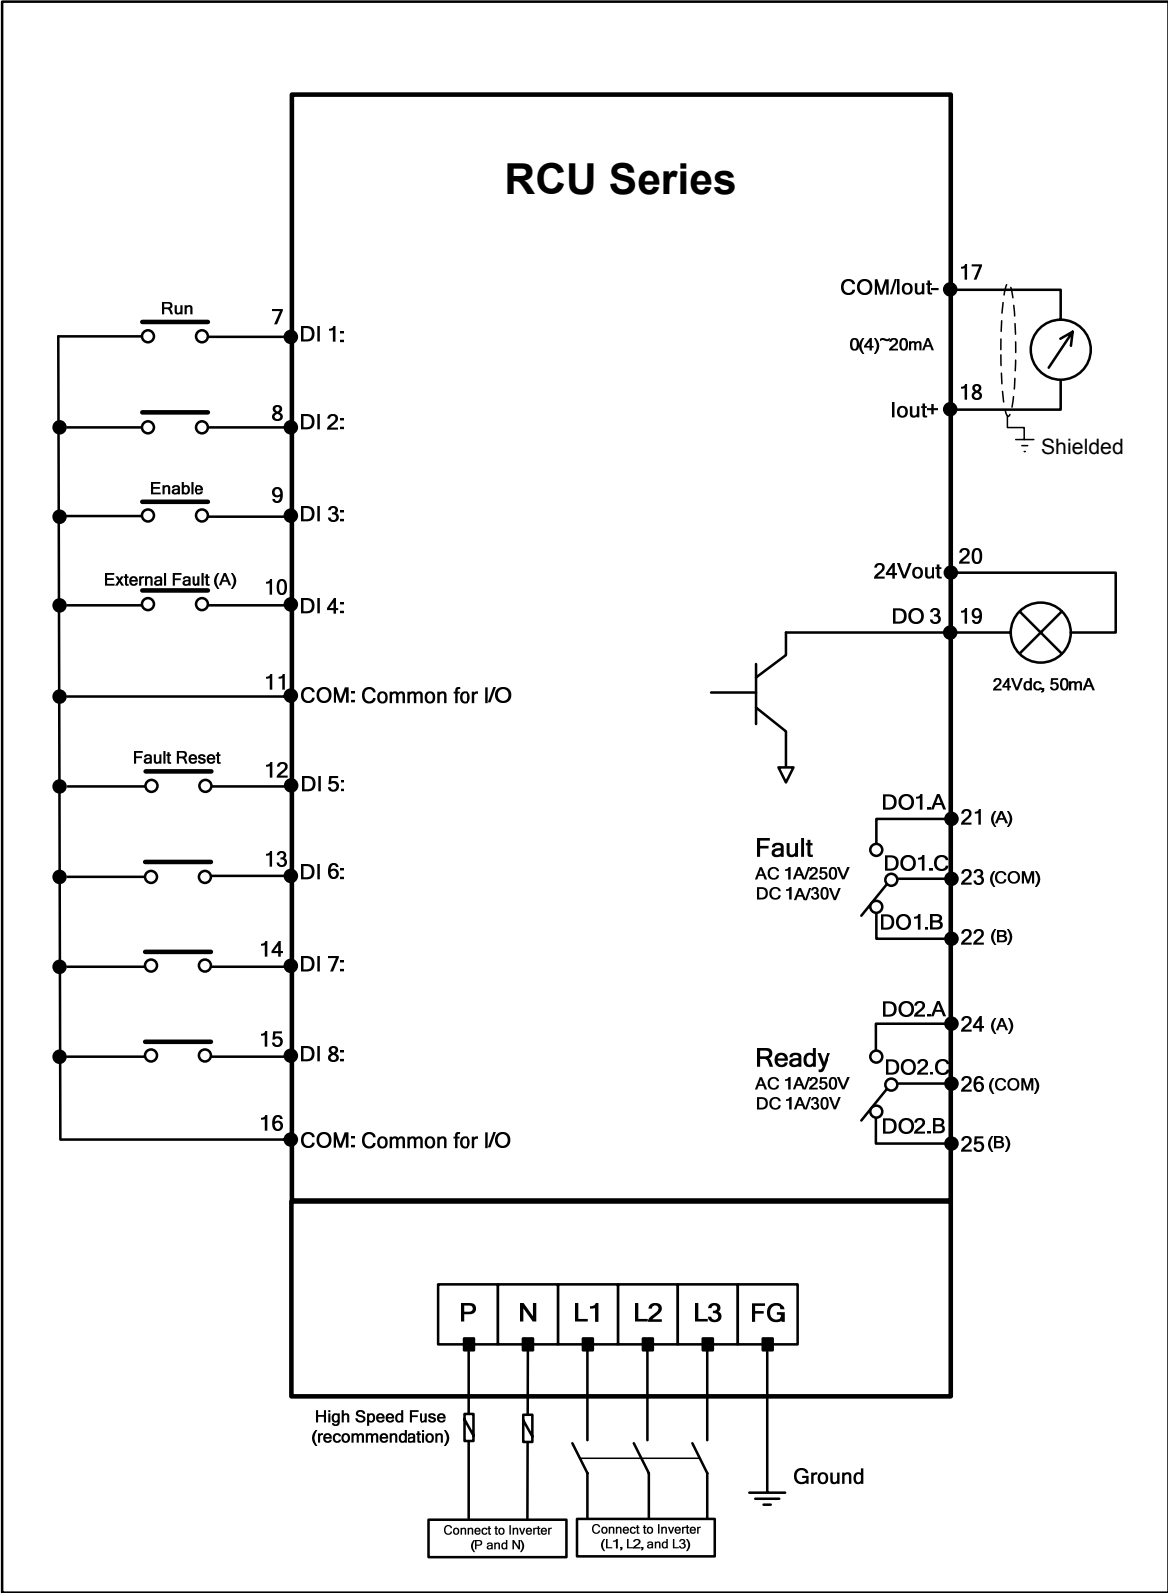 RCU Series
Run
7
DI 1:
8
DI 2:
Enable
9
DI 3:
External Fault (A)
10
DI 4:
11
COM: Common for I/O
Fault Reset
12
DI 5:
13
DI 6:
14
DI 7:
15
DI 8:
16
COM: Common for I/O
COM/Iout-
17
0(4)~20mA
Iout+
18
Shielded
24Vout
20
DO 3
19
24Vdc, 50mA
Fault
AC 1A/250V
DC 1A/30V
DO1.A
21 (A)
DO1.C
23 (COM)
DO1.B
22 (B)
Ready
AC 1A/250V
DC 1A/30V
DO2.A
24 (A)
DO2.C
26 (COM)
DO2.B
25 (B)
P N L1 L2 L3 FG
High Speed Fuse
(recommendation)
Ground
Connect to Inverter
(P and N)
Connect to Inverter
(L1, L2, and L3)